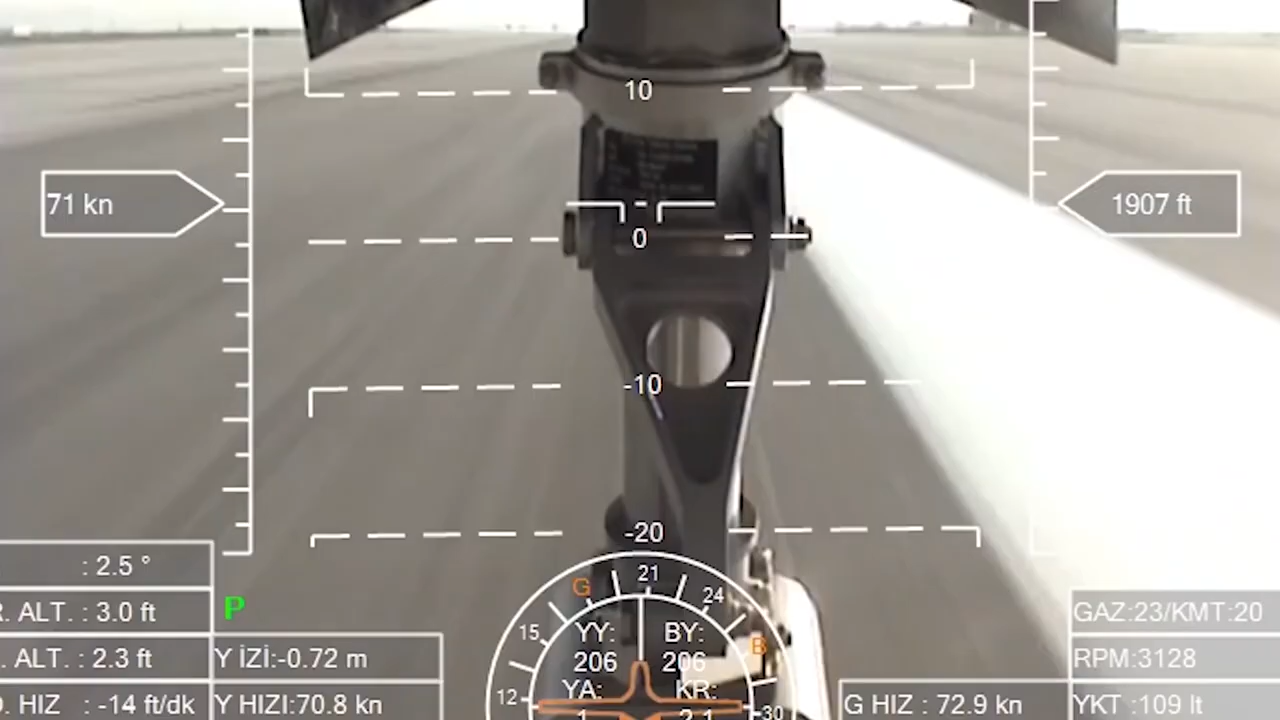 10
71 kn
1907 ft
0
-10
-20
: 2.5 °
R. ALT. : 3.0 ft
. ALT. : 2.3 ft
. HIZ : -14 ft/dk
P
Y İZİ:-0.72 m
Y HIZI:70.8 kn
G
21
24
15
12
B
30
YY:
206
BY:
206
YA:
KR:
2.1
GAZ:23/KMT:20
RPM:3128
G HIZ : 72.9 kn
YKT :109 lt